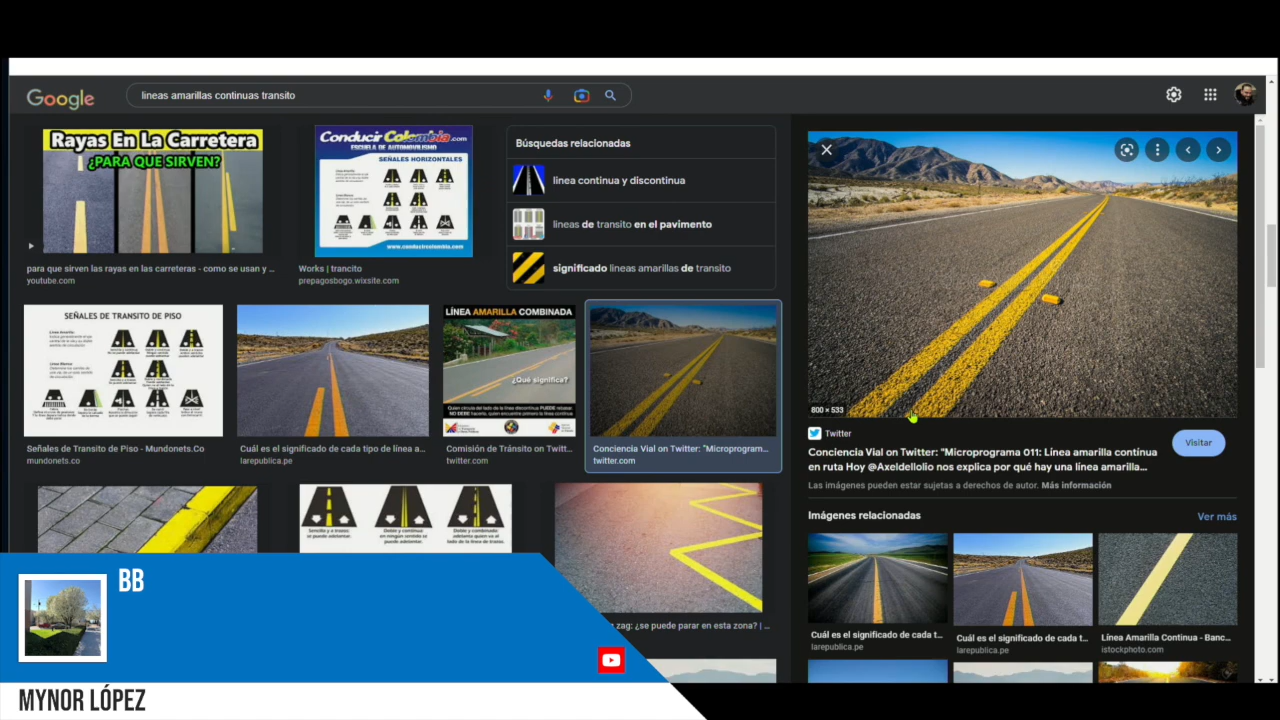 Google
lineas amarillas continuas transito
Rayas En La Carretera
¿PARA QUE SIRVEN?
para que sirven las rayas en las carreteras - como se usan y ...
youtube.com
Conducir Colombia.com
ESCUELA DE AUTOMOVILISMO
SEÑALES HORIZONTALES
www.conducircolombia.com
Works | trancito
prepagosbogo.wixsite.com
Búsquedas relacionadas
linea continua y discontinua
lineas de transito en el pavimento
significado lineas amarillas de transito
SEÑALES DE TRANSITO DE PISO
Señales de Transito de Piso - Mundonets.Co
mundonets.co
Cuál es el significado de cada tipo de línea a...
larepublica.pe
LÍNEA AMARILLA COMBINADA
¿Qué significa?
Comisión de Tránsito on Twitt...
twitter.com
Conciencia Vial on Twitter: "Microprogram...
twitter.com
zag: ¿se puede parar en esta zona? | ...
800 × 533
Twitter
Conciencia Vial on Twitter: "Microprograma 011: Línea amarilla contínua
en ruta Hoy @Axeldellolio nos explica por qué hay una línea amarilla...
Visitar
Las imágenes pueden estar sujetas a derechos de autor. Más información
Imágenes relacionadas
Ver más
Cuál es el significado de cada t...
larepublica.pe
Cuál es el significado de cada t...
larepublica.pe
Línea Amarilla Continua - Banc...
istockphoto.com
BB
MYNOR LÓPEZ